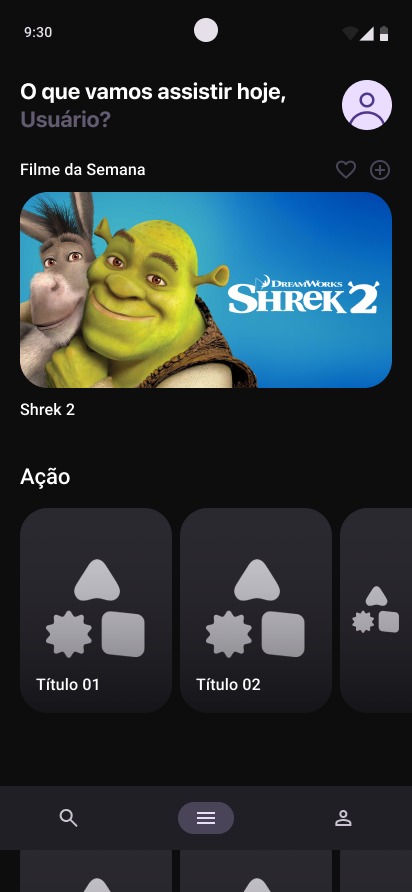 9:30
O que vamos assistir hoje,
Usuário?
Filme da Semana
DREAMWORKS
SHREK 2
Shrek 2
Ação
Título 01
Título 02